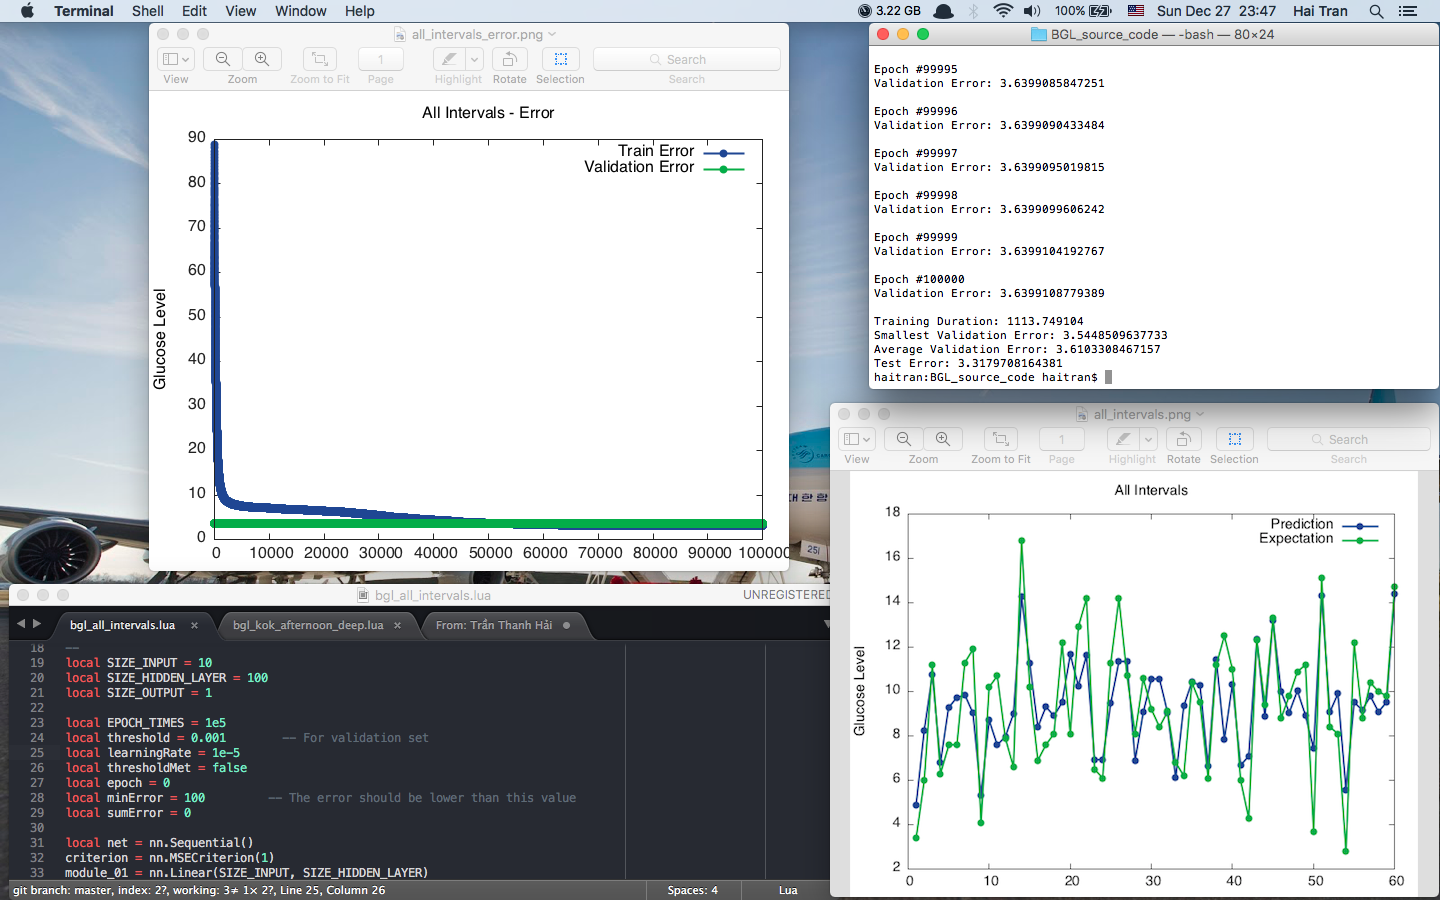 Terminal Shell Edit View Window Help 3.22 GB 100% Sun Dec 27 23:47 Hai Tran
all_intervals_error.png
1
Search
View Zoom Zoom to Fit Page Highlight Rotate Selection Search
All Intervals - Error
Train Error
Validation Error
Glucose Level
90
80
70
60
50
40
30
20
10
0
0 10000 20000 30000 40000 50000 60000 70000 80000 90000 100000
BGL_source_code — -bash — 80×24
Epoch #99995
Validation Error: 3.6399085847251
Epoch #99996
Validation Error: 3.6399090433484
Epoch #99997
Validation Error: 3.6399095019815
Epoch #99998
Validation Error: 3.6399099606242
Epoch #99999
Validation Error: 3.6399104192767
Epoch #100000
Validation Error: 3.6399108779389
Training Duration: 1113.749104
Smallest Validation Error: 3.5448509637733
Average Validation Error: 3.6103308467157
Test Error: 3.3179708164381
haitran:BGL_source_code haitran$
대한항
251
bgl_all_intervals.lua UNREGISTERED
bgl_all_intervals.lua × bgl_kok_afternoon_deep.lua × From: Trần Thanh Hải
18 --
19 local SIZE_INPUT = 10
20 local SIZE_HIDDEN_LAYER = 100
21 local SIZE_OUTPUT = 1
22
23 local EPOCH_TIMES = 1e5
24 local threshold = 0.001 -- For validation set
25 local learningRate = 1e-5
26 local thresholdMet = false
27 local epoch = 0
28 local minError = 100 -- The error should be lower than this value
29 local sumError = 0
30
31 local net = nn.Sequential()
32 criterion = nn.MSECriterion(1)
33 module_01 = nn.Linear(SIZE_INPUT, SIZE_HIDDEN_LAYER)
git branch: master, index: 2?, working: 3≠ 1× 2?, Line 25, Column 26 Spaces: 4 Lua
all_intervals.png
1
Search
View Zoom Zoom to Fit Page Highlight Rotate Selection Search
All Intervals
Prediction
Expectation
Glucose Level
18
16
14
12
10
8
6
4
2
0 10 20 30 40 50 60